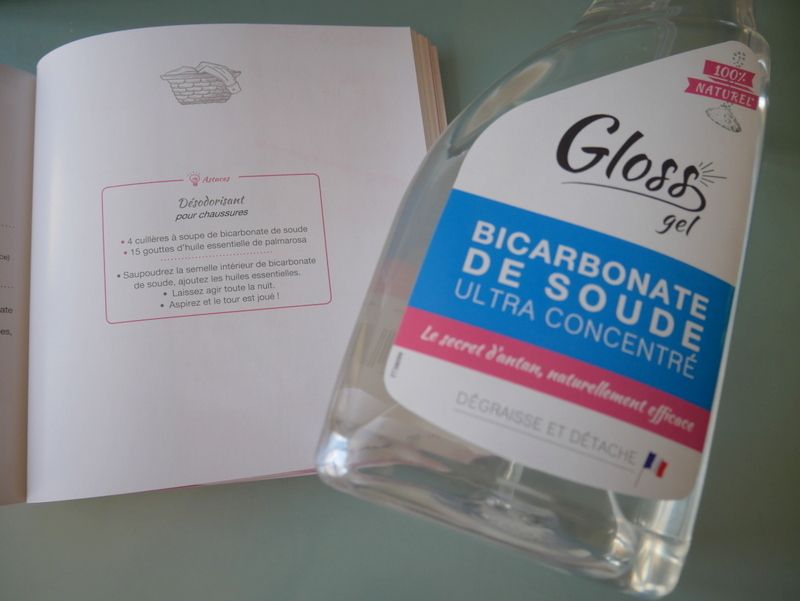 Astuces
Désodorisant
pour chaussures
• 4 cuillères à soupe de bicarbonate de soude
• 15 gouttes d'huile essentielle de palmarosa
• Saupoudrez la semelle intérieur de bicarbonate
de soude, ajoutez les huiles essentielles.
• Laissez agir toute la nuit.
• Aspirez et le tour est joué !
100%
NATUREL*
Gloss
gel
BICARBONATE
DE SOUDE
ULTRA CONCENTRÉ
Le secret d'antan, naturellement efficace
DÉGRAISSE ET DÉTACHE